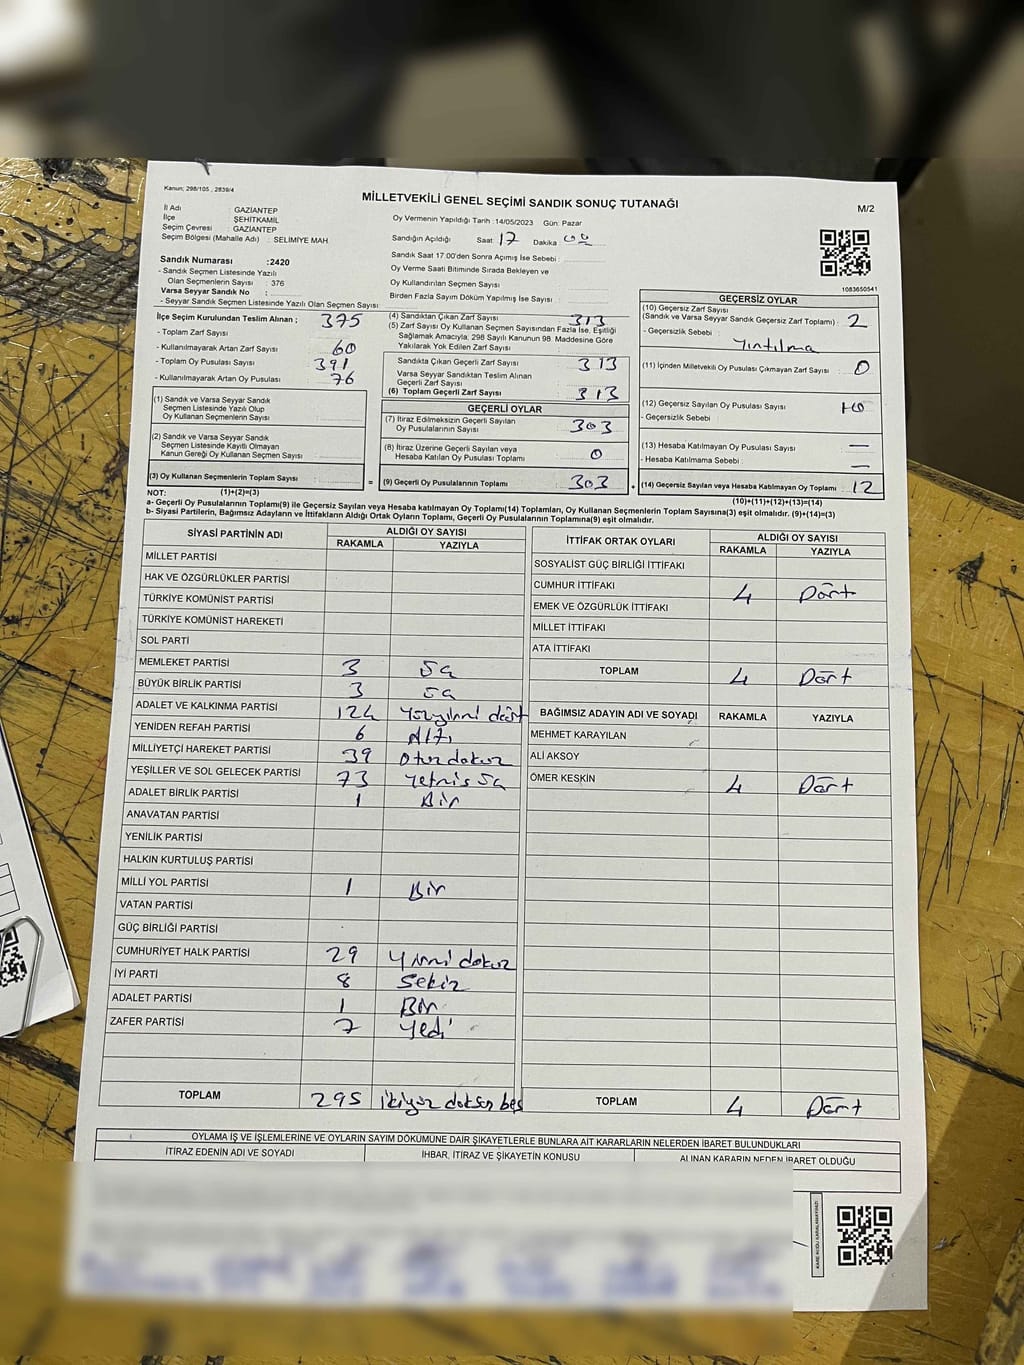 Kanun; 298/105 , 2839/4
MİLLETVEKİLİ GENEL SEÇİMİ SANDIK SONUÇ TUTANAĞI
M/2
İl Adı : GAZİANTEP
İlçe : ŞEHİTKAMİL
Seçim Çevresi : GAZİANTEP
Seçim Bölgesi (Mahalle Adı) : SELİMİYE MAH.
Oy Vermenin Yapıldığı Tarih :14/05/2023 Gün: Pazar
Sandığın Açıldığı Saat 17 Dakika 00
Sandık Saat 17:00'den Sonra Açımış İse Sebebi :
Oy Verme Saati Bitiminde Sırada Bekleyen ve
Oy Kullandırılan Seçmen Sayısı :
Birden Fazla Sayım Döküm Yapılmış İse Sayısı :
Sandık Numarası :2420
- Sandık Seçmen Listesinde Yazılı
Olan Seçmenlerin Sayısı : 376
Varsa Seyyar Sandık No :
- Seyyar Sandık Seçmen Listesinde Yazılı Olan Seçmen Sayısı :
1083650541
İlçe Seçim Kurulundan Teslim Alınan ;
- Toplam Zarf Sayısı : 375
- Kullanılmayarak Artan Zarf Sayısı : 60
- Toplam Oy Pusulası Sayısı : 391
- Kullanılmayarak Artan Oy Pusulası : 76
(1) Sandık ve Varsa Seyyar Sandık
Seçmen Listesinde Yazılı Olup
Oy Kullanan Seçmenlerin Sayısı :
(2) Sandık ve Varsa Seyyar Sandık
Seçmen Listesinde Kayıtlı Olmayan
Kanun Gereği Oy Kullanan Seçmen Sayısı :
(3) Oy Kullanan Seçmenlerin Toplam Sayısı :
(4) Sandıktan Çıkan Zarf Sayısı : 313
(5) Zarf Sayısı Oy Kullanan Seçmen Sayısından Fazla İse, Eşitliği
Sağlamak Amacıyla, 298 Sayılı Kanunun 98. Maddesine Göre
Yakılarak Yok Edilen Zarf Sayısı :
Sandıkta Çıkan Geçerli Zarf Sayısı : 313
Varsa Seyyar Sandıktan Teslim Alınan
Geçerli Zarf Sayısı :
(6) Toplam Geçerli Zarf Sayısı : 313
GEÇERLİ OYLAR
(7) İtiraz Edilmeksizin Geçerli Sayılan
Oy Pusulalarının Sayısı : 303
(8) İtiraz Üzerine Geçerli Sayılan veya
Hesaba Katılan Oy Pusulası Toplamı : 0
= (9) Geçerli Oy Pusulalarının Toplamı : 303
GEÇERSİZ OYLAR
(10) Geçersiz Zarf Sayısı
(Sandık ve Varsa Seyyar Sandık Geçersiz Zarf Toplamı) : 2
- Geçersizlik Sebebi : Yırtılma
(11) İçinden Milletvekili Oy Pusulası Çıkmayan Zarf Sayısı : 0
(12) Geçersiz Sayılan Oy Pusulası Sayısı : 10
- Geçersizlik Sebebi :
(13) Hesaba Katılmayan Oy Pusulası Sayısı : —
- Hesaba Katılmama Sebebi : —
+ (14) Geçersiz Sayılan veya Hesaba Katılmayan Oy Toplamı : 12
NOT: (1)+(2)=(3)
(10)+(11)+(12)+(13)=(14)
a- Geçerli Oy Pusulalarının Toplamı(9) ile Geçersiz Sayılan veya Hesaba katılmayan Oy Toplamı(14) Toplamları, Oy Kullanan Seçmenlerin Toplam Sayısına(3) eşit olmalıdır. (9)+(14)=(3)
b- Siyasi Partilerin, Bağımsız Adayların ve İttifakların Aldığı Ortak Oyların Toplamı, Geçerli Oy Pusulalarının Toplamına(9) eşit olmalıdır.
SİYASİ PARTİNİN ADI ALDIĞI OY SAYISI
RAKAMLA YAZIYLA
MİLLET PARTİSİ
HAK VE ÖZGÜRLÜKLER PARTİSİ
TÜRKİYE KOMÜNİST PARTİSİ
TÜRKİYE KOMÜNİST HAREKETİ
SOL PARTİ
MEMLEKET PARTİSİ 3
BÜYÜK BİRLİK PARTİSİ 3
ADALET VE KALKINMA PARTİSİ 124
YENİDEN REFAH PARTİSİ 6 Altı
MİLLİYETÇİ HAREKET PARTİSİ 39 otuz dokuz
YEŞİLLER VE SOL GELECEK PARTİSİ 73
ADALET BİRLİK PARTİSİ 1 Bir
ANAVATAN PARTİSİ
YENİLİK PARTİSİ
HALKIN KURTULUŞ PARTİSİ
MİLLİ YOL PARTİSİ 1 Bir
VATAN PARTİSİ
GÜÇ BİRLİĞİ PARTİSİ
CUMHURİYET HALK PARTİSİ 29 yirmi dokuz
İYİ PARTİ 8 sekiz
ADALET PARTİSİ 1 Bir
ZAFER PARTİSİ 7 yedi
TOPLAM 295 ikiyüz doksan beş
İTTİFAK ORTAK OYLARI ALDIĞI OY SAYISI
RAKAMLA YAZIYLA
SOSYALİST GÜÇ BİRLİĞİ İTTİFAKI
CUMHUR İTTİFAKI 4 Dört
EMEK VE ÖZGÜRLÜK İTTİFAKI
MİLLET İTTİFAKI
ATA İTTİFAKI
TOPLAM 4 Dört
BAĞIMSIZ ADAYIN ADI VE SOYADI RAKAMLA YAZIYLA
MEHMET KARAYILAN
ALİ AKSOY
ÖMER KESKİN 4 Dört
TOPLAM 4 Dört
OYLAMA İŞ VE İŞLEMLERİNE VE OYLARIN SAYIM DÖKÜMÜNE DAİR ŞİKAYETLERLE BUNLARA AİT KARARLARIN NELERDEN İBARET BULUNDUKLARI
İTİRAZ EDENİN ADI VE SOYADI İHBAR, İTİRAZ VE ŞİKAYETİN KONUSU ALINAN KARARIN NEDEN İBARET OLDUĞU